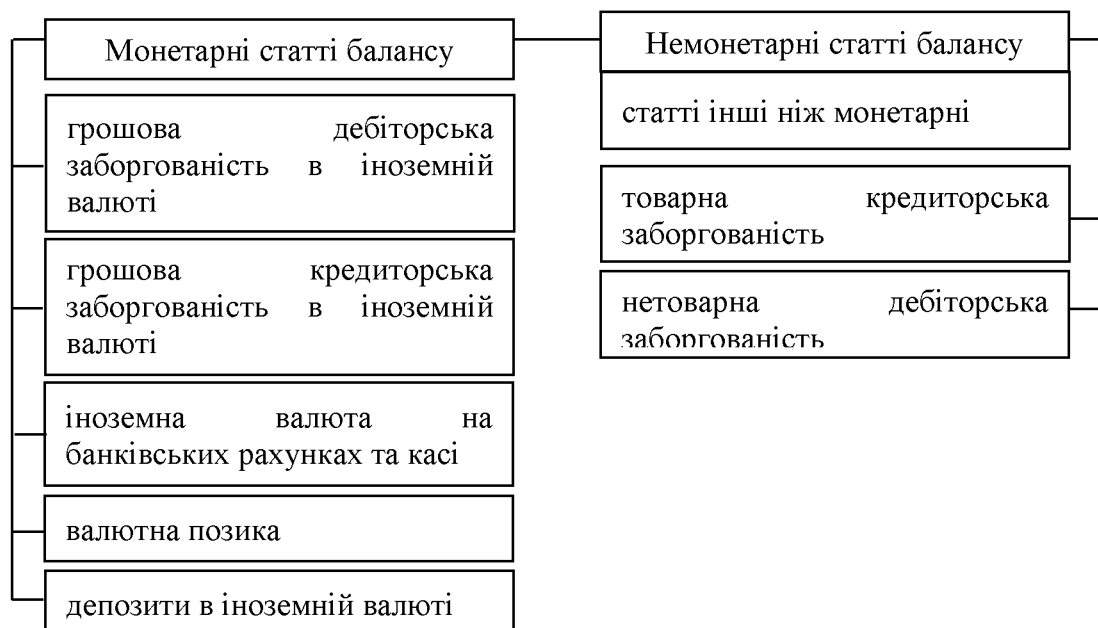 Монетарні статті балансу
грошова дебіторська
заборгованість в іноземній
валюті
грошова кредиторська
заборгованість в іноземній
валюті
іноземна валюта на
банківських рахунках та касі
валютна позика
депозити в іноземній валюті
Немонетарні статті балансу
статті інші ніж монетарні
товарна кредиторська
заборгованість
нетоварна дебіторська
заборгованість